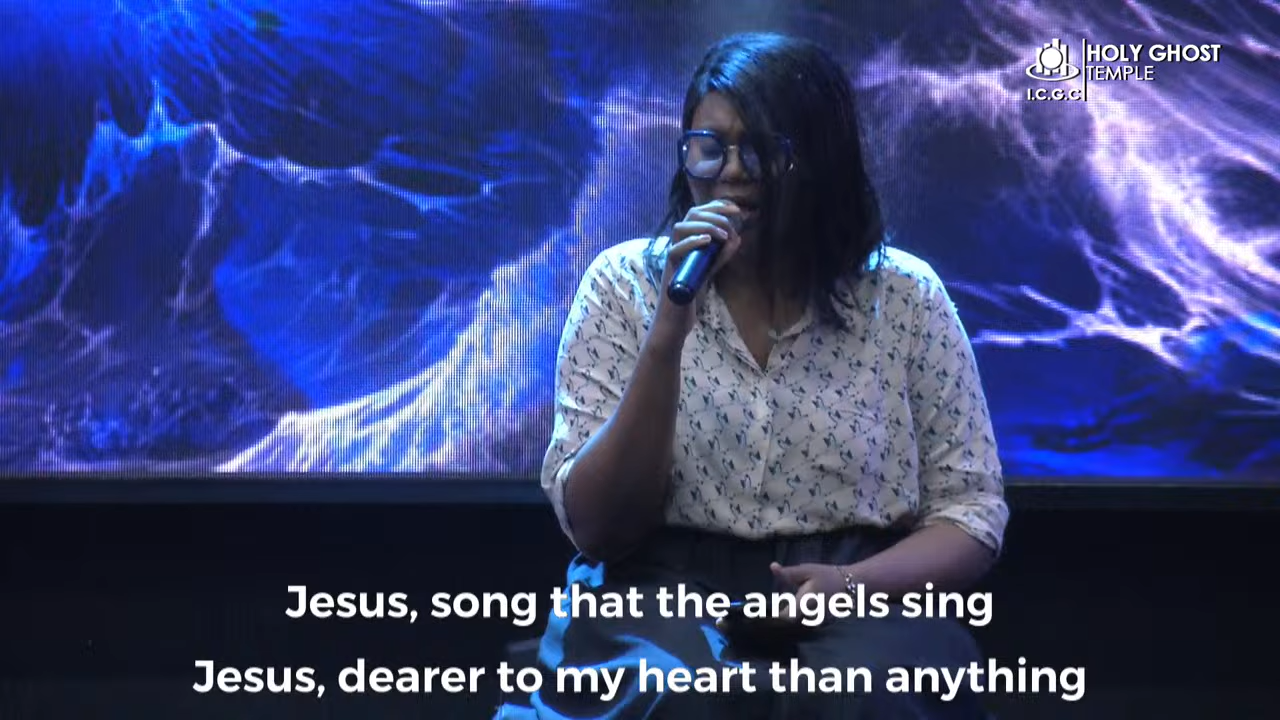 HOLY GHOST
TEMPLE
I.C.G.C
Jesus, song that the angels sing
Jesus, dearer to my heart than anything